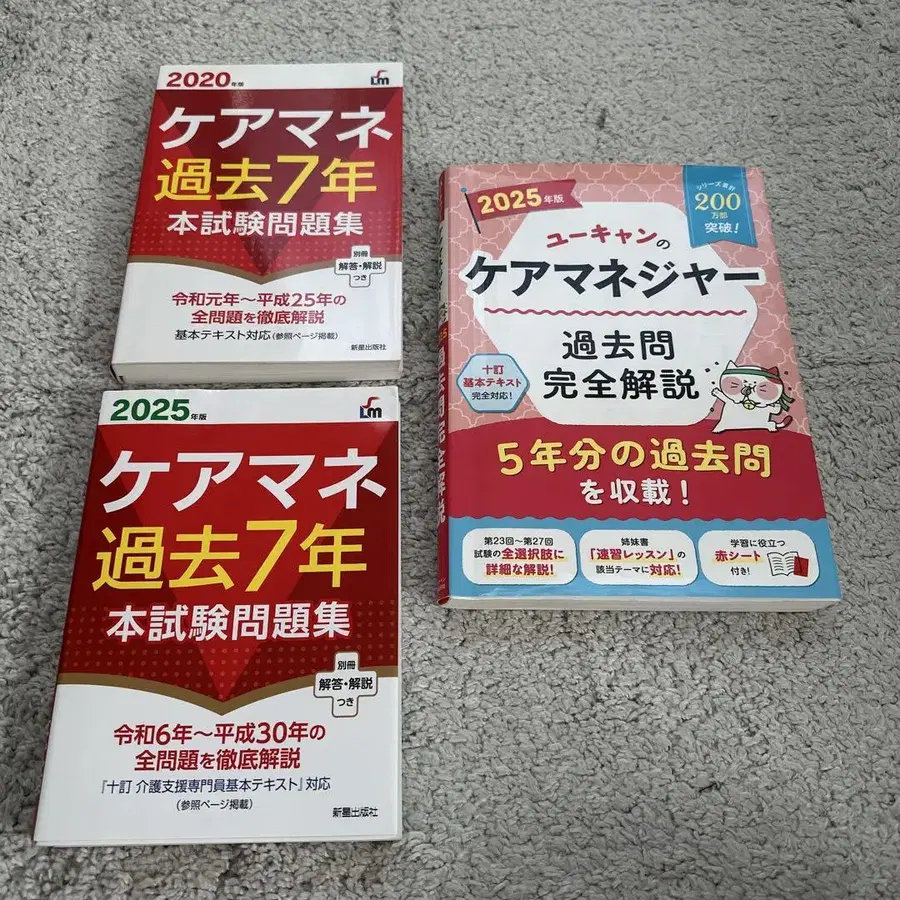 2020年版
Lm
ケアマネ
過去7年
本試験問題集
別冊
解答・解説
つき
令和元年～平成25年の
全問題を徹底解説
基本テキスト対応(参照ページ掲載)
新星出版社
2025年版
Lm
ケアマネ
過去7年
本試験問題集
別冊
解答・解説
つき
令和6年～平成30年の
全問題を徹底解説
『十訂 介護支援専門員基本テキスト』対応
(参照ページ掲載)
新星出版社
2025年版
シリーズ累計
200
万部
突破!
ユーキャンの
ケアマネジャー
過去問
完全解説
十訂
基本テキスト
完全対応!
5年分の過去問
を収載!
第23回～第27回
試験の全選択肢に
詳細な解説!
姉妹書
「速習レッスン」の
該当テーマに対応!
学習に役立つ
赤シート
付き!